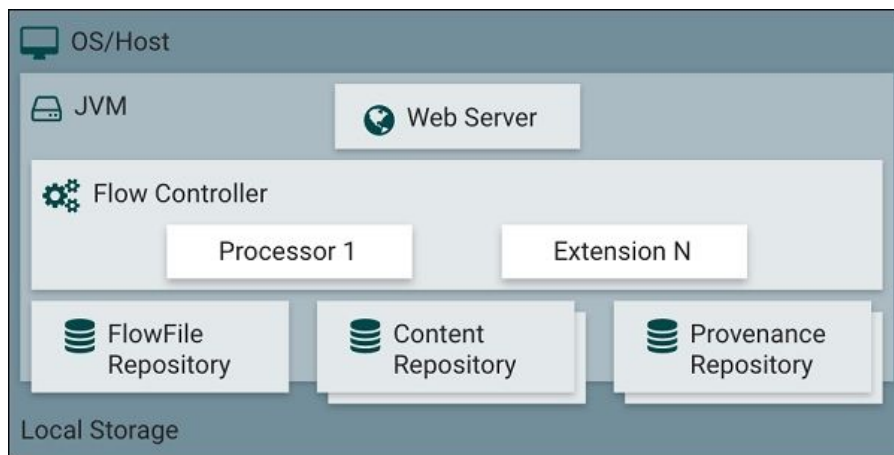 OS/Host
JVM
Web Server
Flow Controller
Processor 1
Extension N
FlowFile
Repository
Content
Repository
Provenance
Repository
Local Storage